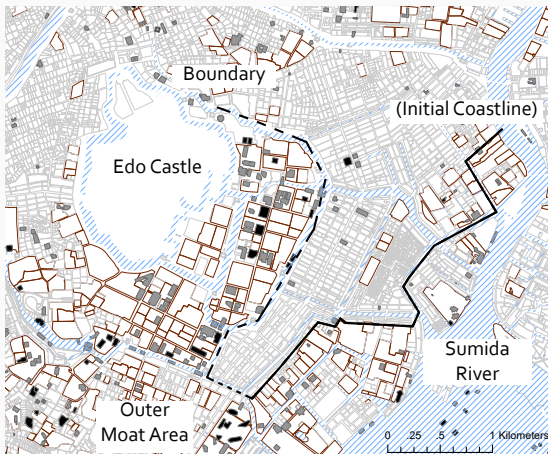 Boundary
(Initial Coastline)
Edo Castle
Sumida
River
Outer
Moat Area
0 .25 .5 1 Kilometers